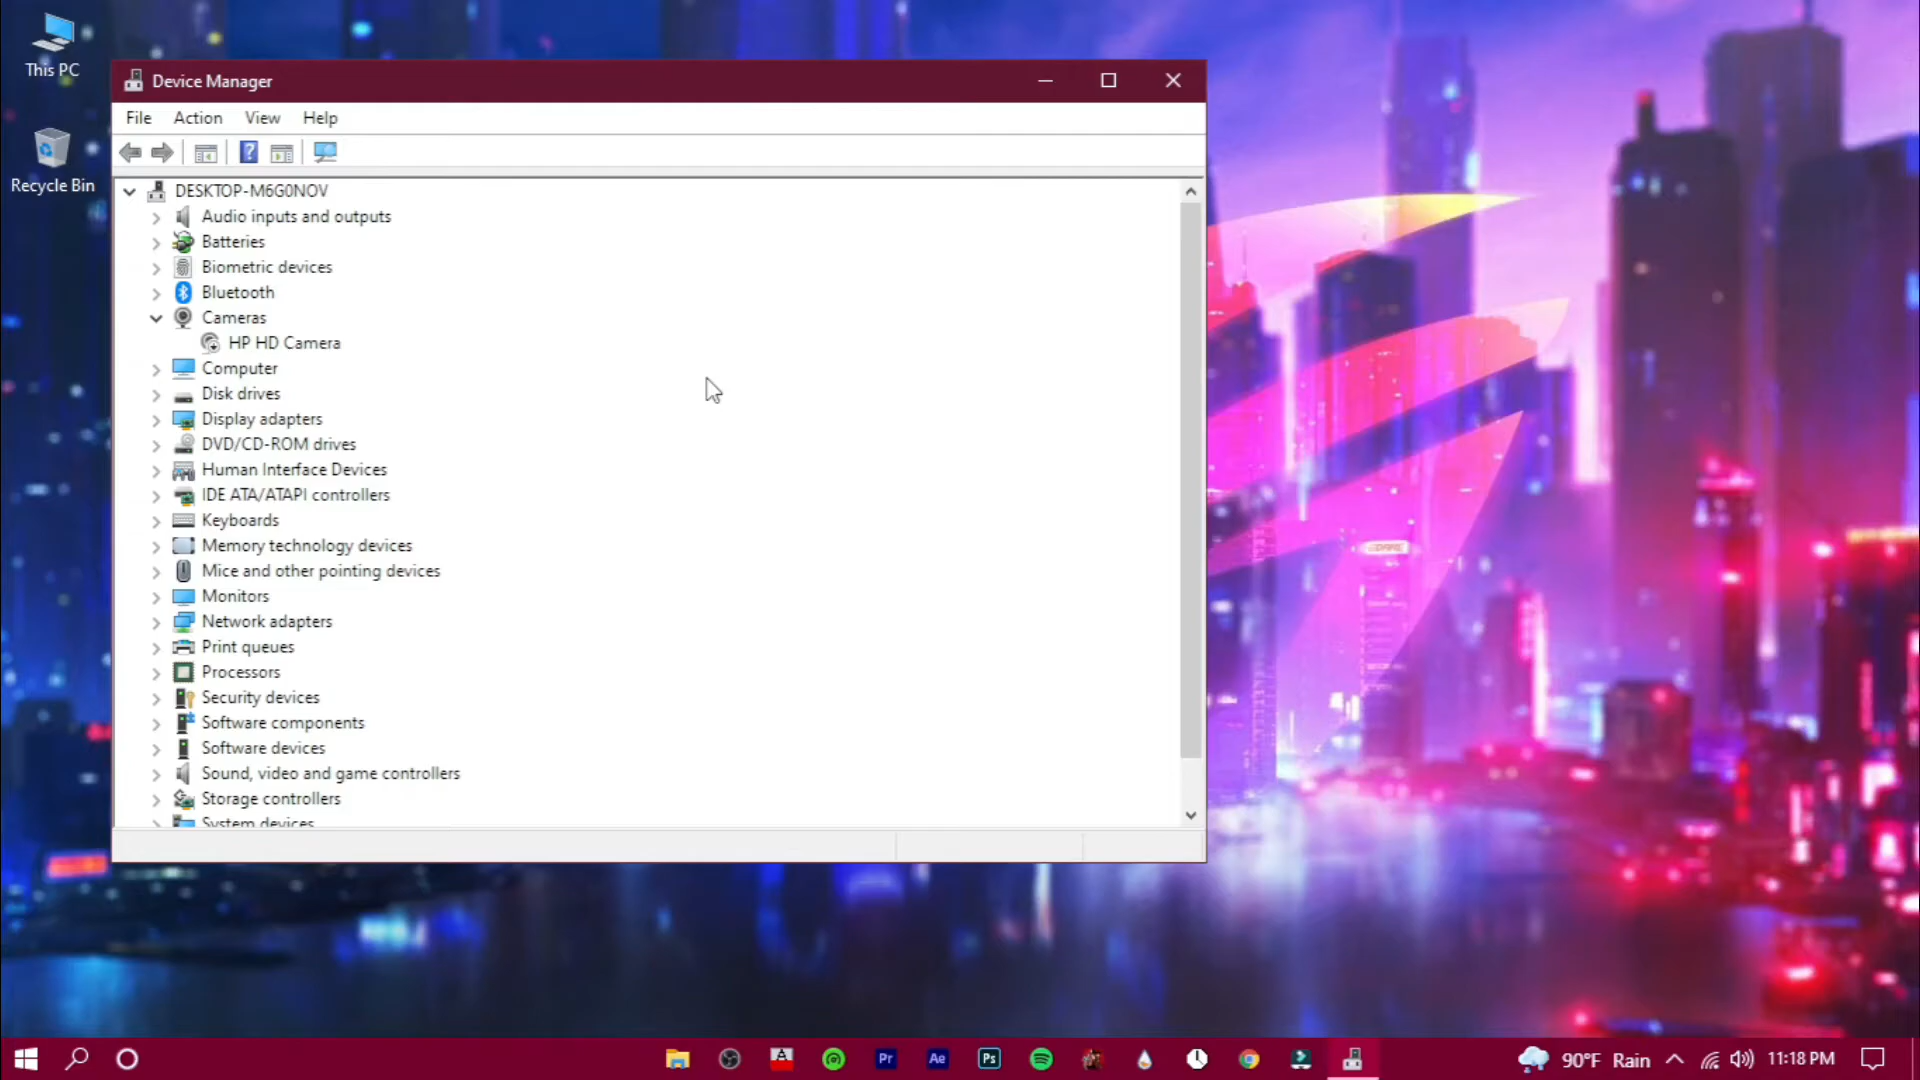 This PC
Recycle Bin
Device Manager
File Action View Help
DESKTOP-M6G0NOV
Audio inputs and outputs
Batteries
Biometric devices
Bluetooth
Cameras
HP HD Camera
Computer
Disk drives
Display adapters
DVD/CD-ROM drives
Human Interface Devices
IDE ATA/ATAPI controllers
Keyboards
Memory technology devices
Mice and other pointing devices
Monitors
Network adapters
Print queues
Processors
Security devices
Software components
Software devices
Sound, video and game controllers
Storage controllers
System devices
Pr Ae Ps
90°F Rain 11:18 PM